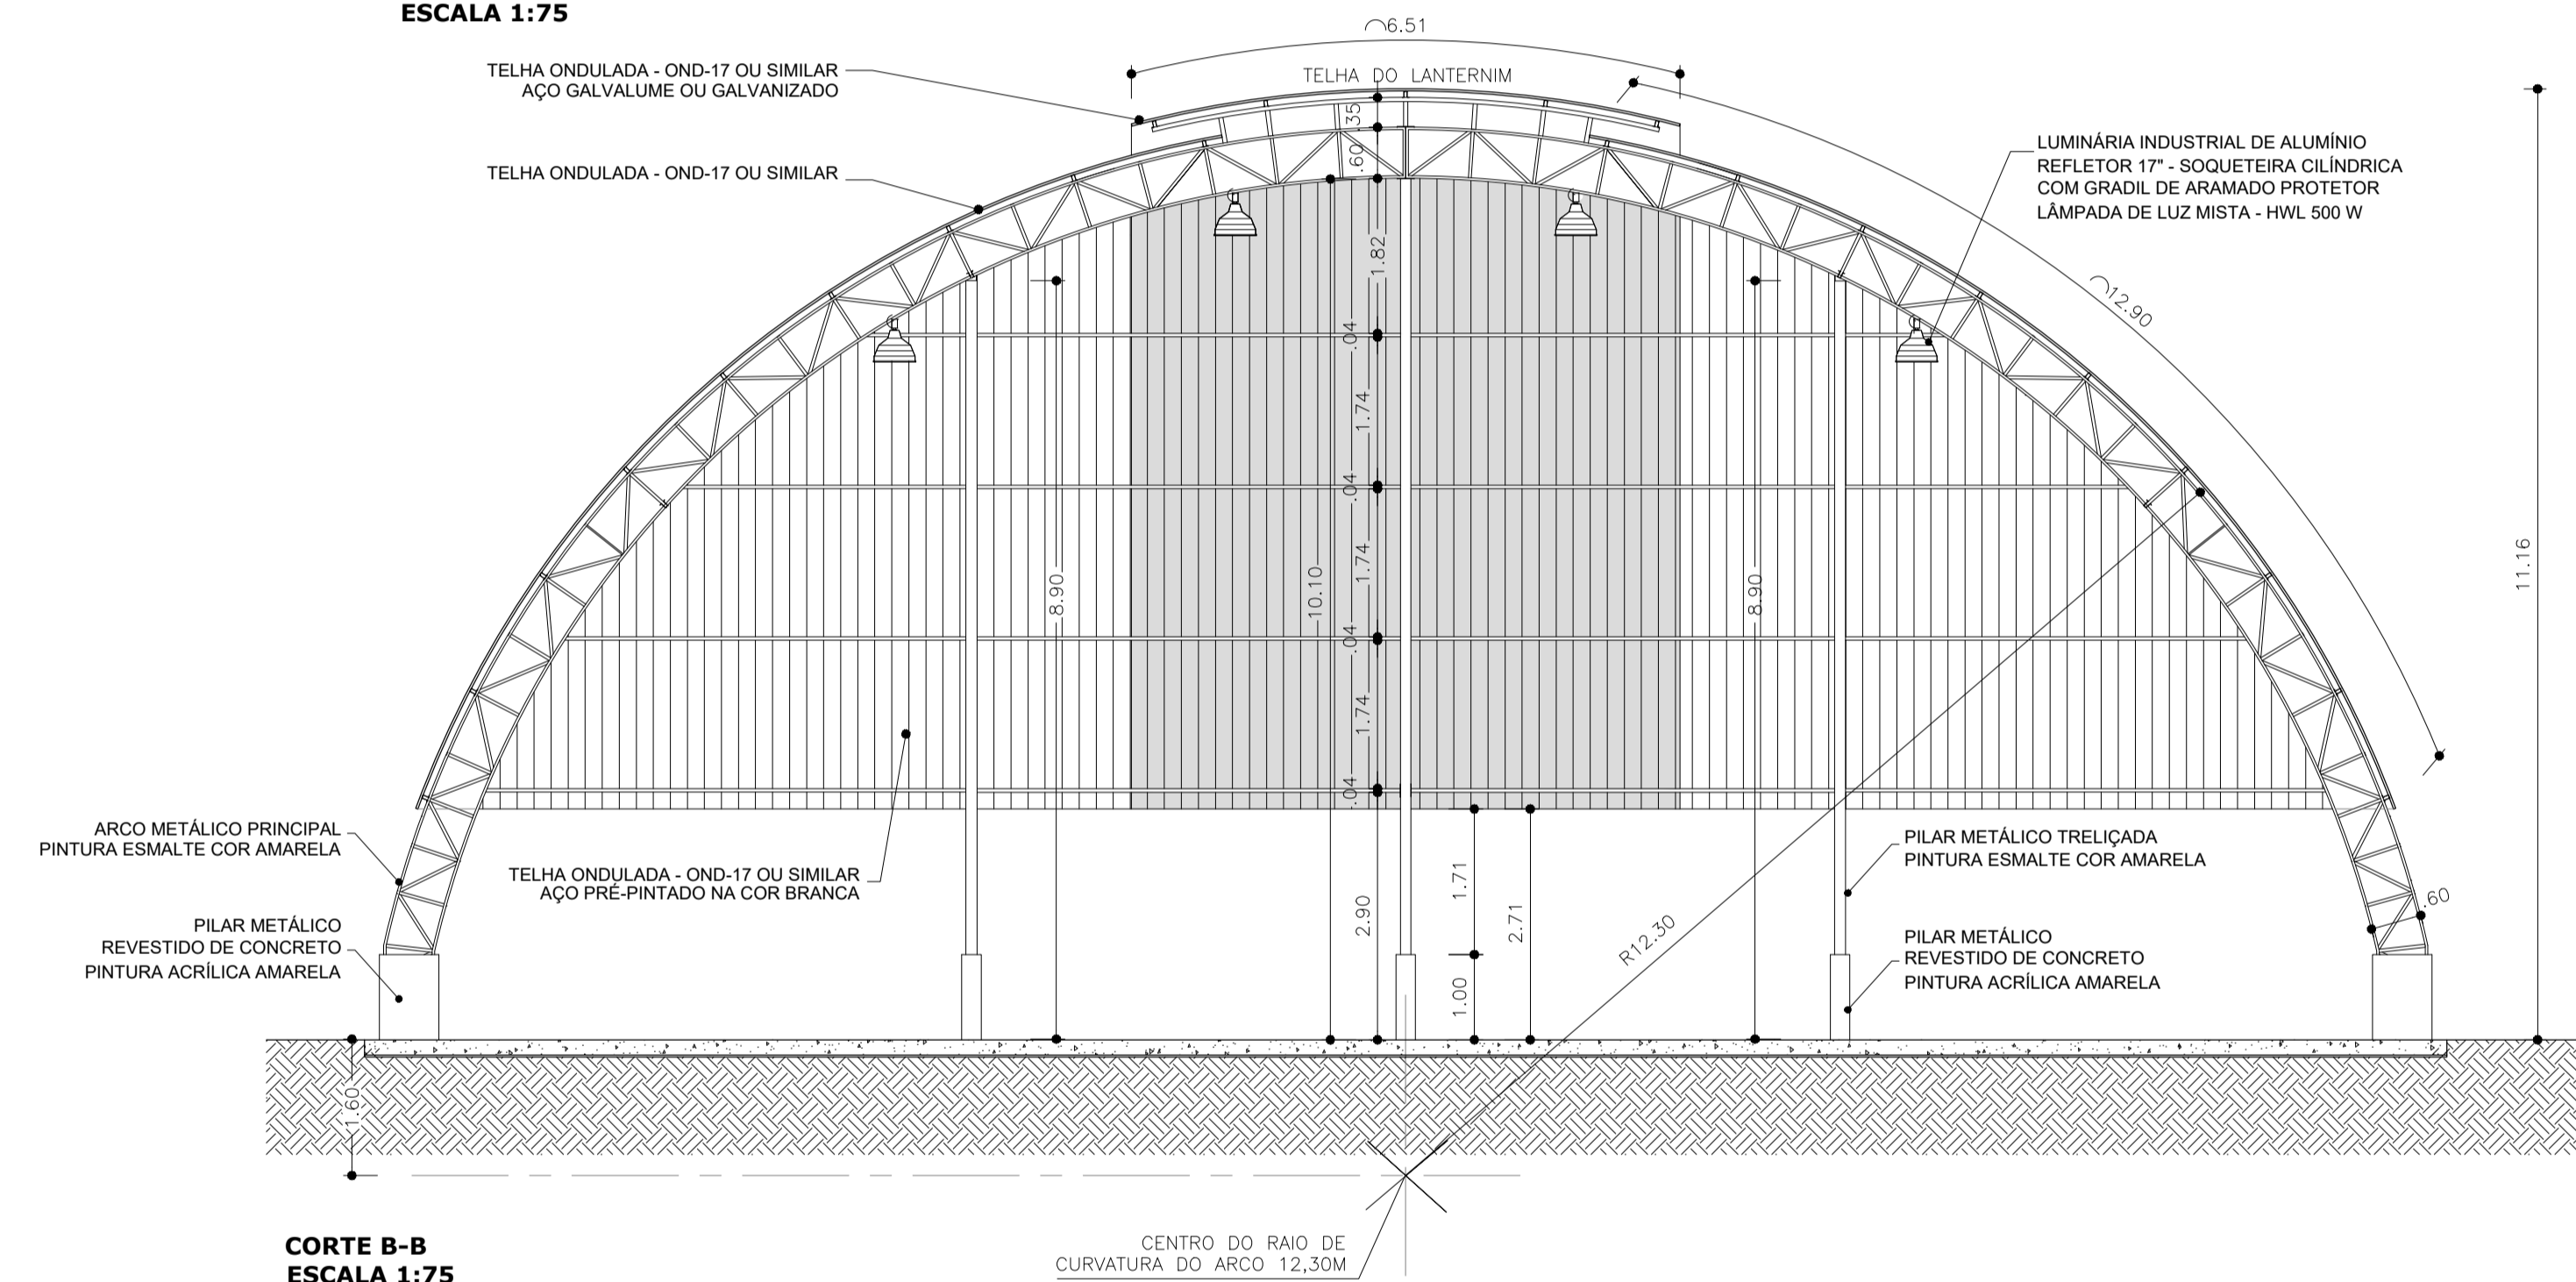 ESCALA 1:75
⌒6.51
TELHA DO LANTERNIM
TELHA ONDULADA - OND-17 OU SIMILAR
AÇO GALVALUME OU GALVANIZADO
TELHA ONDULADA - OND-17 OU SIMILAR
LUMINÁRIA INDUSTRIAL DE ALUMÍNIO
REFLETOR 17" - SOQUETEIRA CILÍNDRICA
COM GRADIL DE ARAMADO PROTETOR
LÂMPADA DE LUZ MISTA - HWL 500 W
.35
.60
1.82
.04
1.74
.04
1.74
.04
1.74
.04
2.90
8.90
10.10
8.90
⌒12.90
11.16
1.71
1.00
2.71
R12.30
.60
ARCO METÁLICO PRINCIPAL
PINTURA ESMALTE COR AMARELA
TELHA ONDULADA - OND-17 OU SIMILAR
AÇO PRÉ-PINTADO NA COR BRANCA
PILAR METÁLICO TRELIÇADA
PINTURA ESMALTE COR AMARELA
PILAR METÁLICO
REVESTIDO DE CONCRETO
PINTURA ACRÍLICA AMARELA
PILAR METÁLICO
REVESTIDO DE CONCRETO
PINTURA ACRÍLICA AMARELA
1.60
CENTRO DO RAIO DE
CURVATURA DO ARCO 12,30M
CORTE B-B
ESCALA 1:75